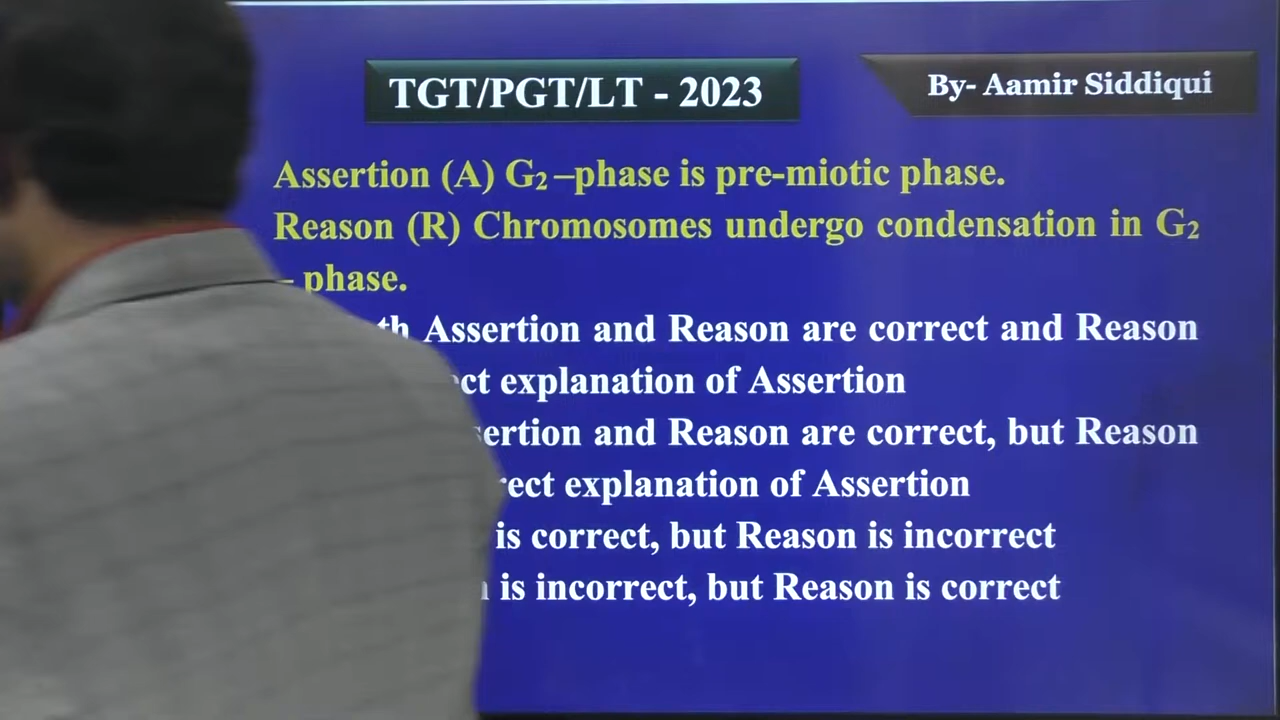 TGT/PGT/LT - 2023
By- Aamir Siddiqui
Assertion (A) G₂ –phase is pre-miotic phase.
Reason (R) Chromosomes undergo condensation in G₂
– phase.
Assertion and Reason are correct and Reason
explanation of Assertion
and Reason are correct, but Reason
explanation of Assertion
is correct, but Reason is incorrect
is incorrect, but Reason is correct